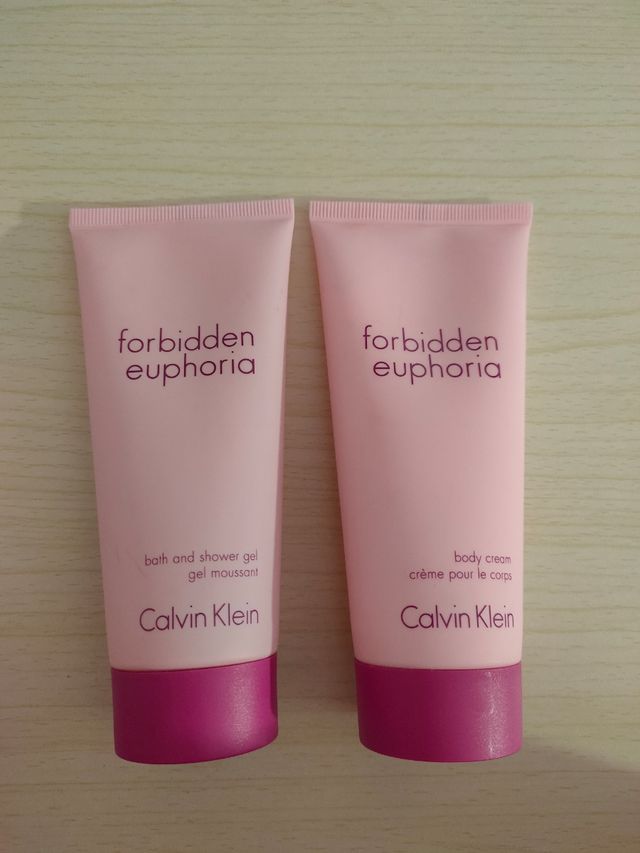 forbidden
euphoria
bath and shower gel
gel moussant
Calvin Klein
forbidden
euphoria
body cream
crème pour le corps
Calvin Klein